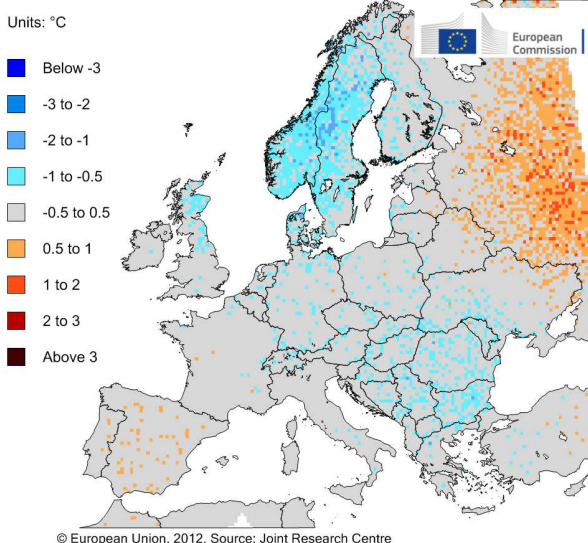 Units: °C
Below -3
-3 to -2
-2 to -1
-1 to -0.5
-0.5 to 0.5
0.5 to 1
1 to 2
2 to 3
Above 3
European
Commission
© European Union, 2012. Source: Joint Research Centre